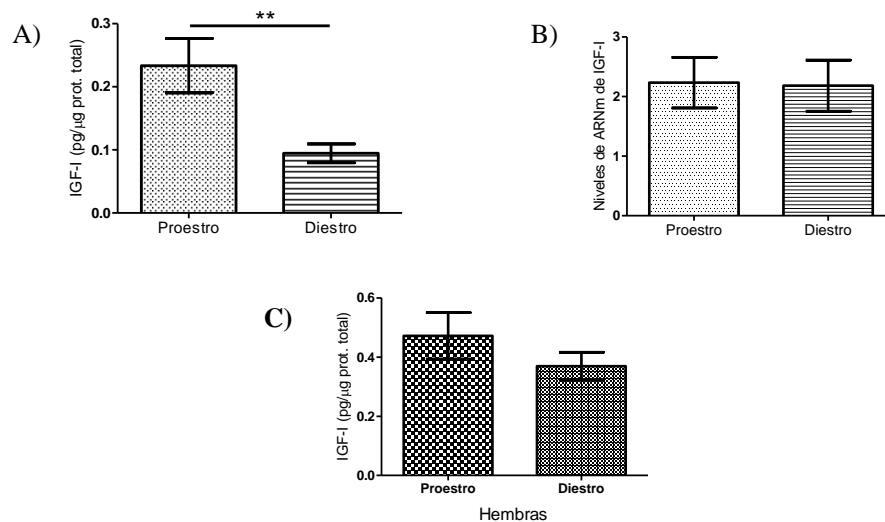 A)
**
0.3
0.2
0.1
0.0
IGF-I (pg/µg prot. total)
Proestro Diestro
B)
3
2
1
0
Niveles de ARNm de IGF-I
Proestro Diestro
C)
0.6
0.4
0.2
0.0
IGF-I (pg/µg prot. total)
Proestro Diestro
Hembras